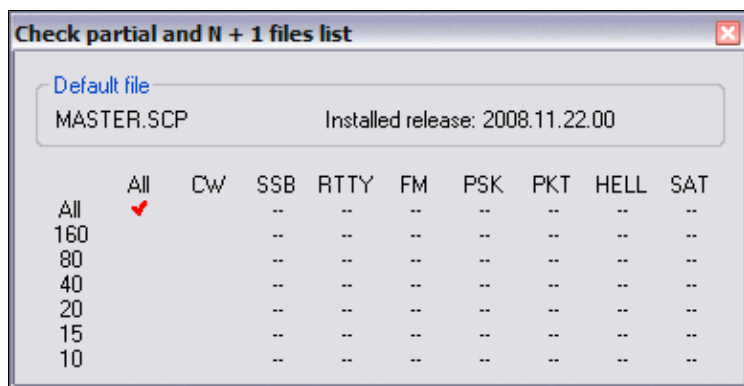 Check partial and N + 1 files list
Default file
MASTER.SCP Installed release: 2008.11.22.00
All CW SSB RTTY FM PSK PKT HELL SAT
All -- -- -- -- -- -- --
160 -- -- -- -- -- -- --
80 -- -- -- -- -- -- --
40 -- -- -- -- -- -- --
20 -- -- -- -- -- -- --
15 -- -- -- -- -- -- --
10 -- -- -- -- -- -- --